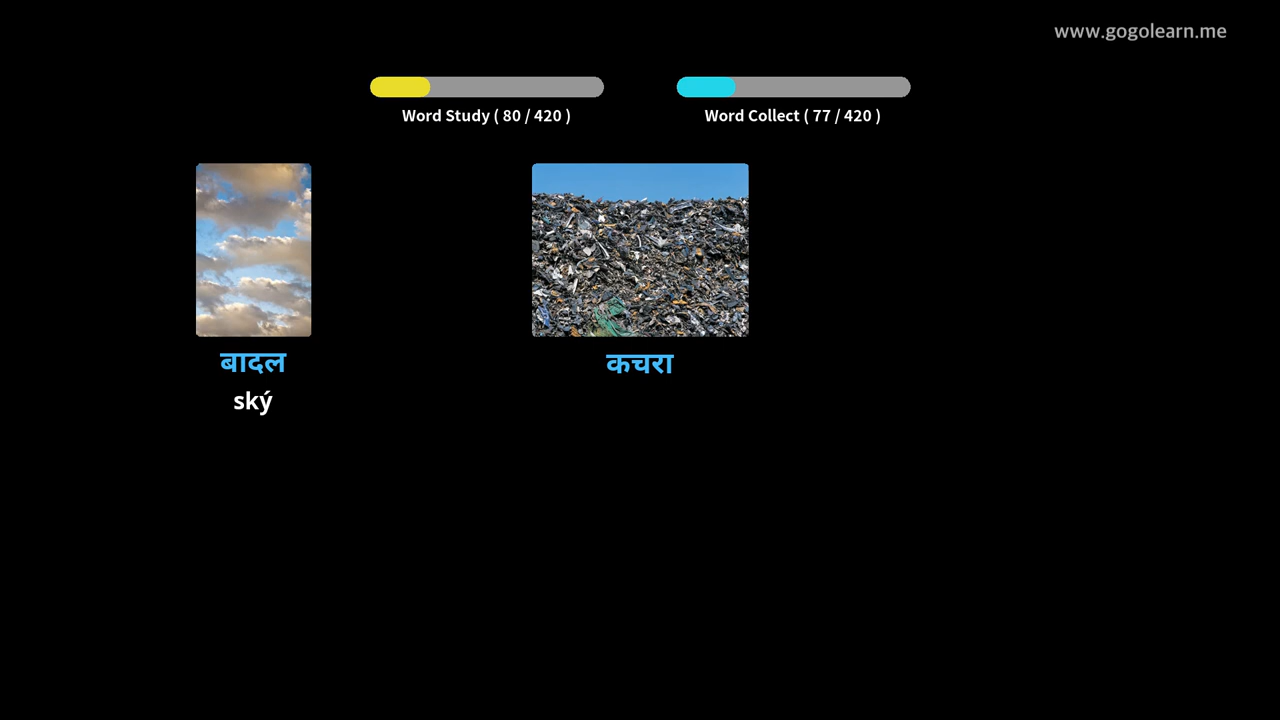 www.gogolearn.me
Word Study ( 80 / 420 )
Word Collect ( 77 / 420 )
बादल
ský
कचरा